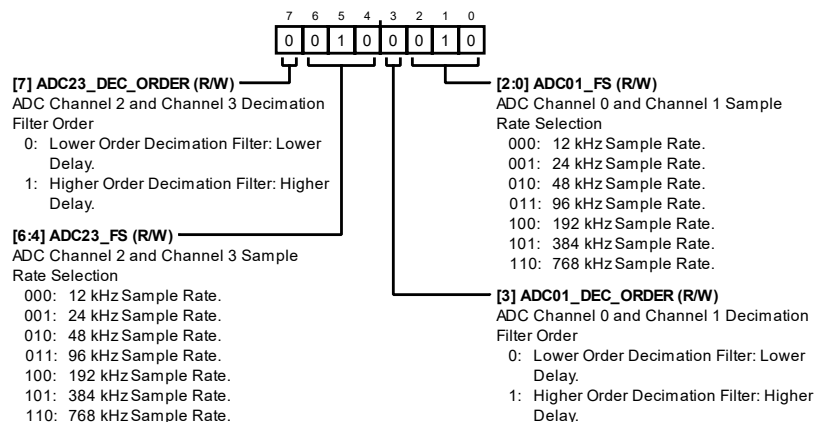 7 6 5 4 3 2 1 0
0 0 1 0 0 0 1 0
[7] ADC23_DEC_ORDER (R/W)
ADC Channel 2 and Channel 3 Decimation
Filter Order
0: Lower Order Decimation Filter: Lower
Delay.
1: Higher Order Decimation Filter: Higher
Delay.
[6:4] ADC23_FS (R/W)
ADC Channel 2 and Channel 3 Sample
Rate Selection
000: 12 kHz Sample Rate.
001: 24 kHz Sample Rate.
010: 48 kHz Sample Rate.
011: 96 kHz Sample Rate.
100: 192 kHz Sample Rate.
101: 384 kHz Sample Rate.
110: 768 kHz Sample Rate.
[2:0] ADC01_FS (R/W)
ADC Channel 0 and Channel 1 Sample
Rate Selection
000: 12 kHz Sample Rate.
001: 24 kHz Sample Rate.
010: 48 kHz Sample Rate.
011: 96 kHz Sample Rate.
100: 192 kHz Sample Rate.
101: 384 kHz Sample Rate.
110: 768 kHz Sample Rate.
[3] ADC01_DEC_ORDER (R/W)
ADC Channel 0 and Channel 1 Decimation
Filter Order
0: Lower Order Decimation Filter: Lower
Delay.
1: Higher Order Decimation Filter: Higher
Delay.